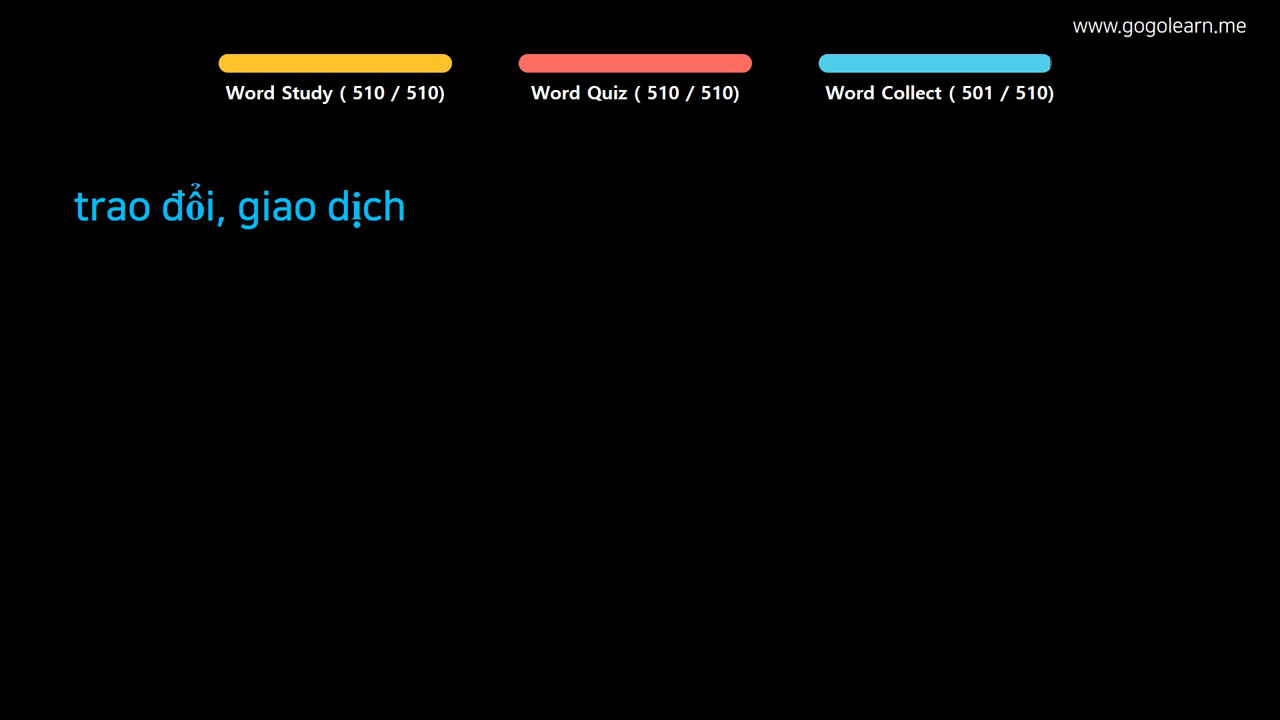 www.gogolearn.me
Word Study ( 510 / 510)
Word Quiz ( 510 / 510)
Word Collect ( 501 / 510)
trao đổi, giao dịch